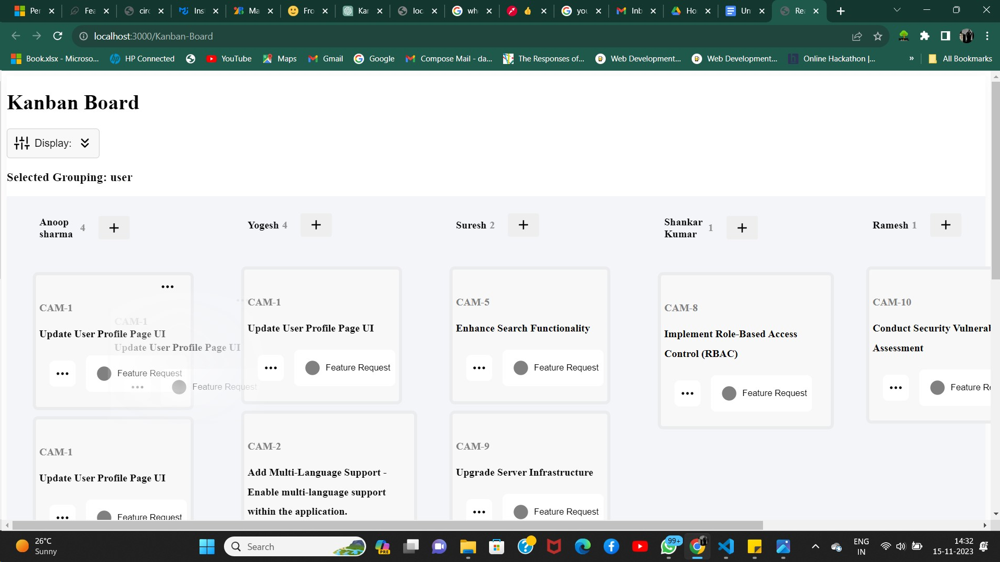 Per
Fea
circ
Inst
Ma
Fro
Kar
loc
wh
👍
you
Inb
Ho
Un
Rea
localhost:3000/Kanban-Board
Book.xlsx - Microso...
HP Connected
YouTube
Maps
Gmail
Google
Compose Mail - da...
The Responses of...
Web Development...
Web Development...
Online Hackathon |...
»
All Bookmarks
Kanban Board
Display:
Selected Grouping: user
Anoop
sharma
4
+
Yogesh 4
+
Suresh 2
+
Shankar
Kumar
1
+
Ramesh 1
+
CAM-1
Update User Profile Page UI
Feature Request
CAM-1
Update User Profile Page UI
Feature Request
CAM-1
Update User Profile Page UI
Feature Request
CAM-5
Enhance Search Functionality
Feature Request
CAM-8
Implement Role-Based Access
Control (RBAC)
Feature Request
CAM-10
Conduct Security Vulneral
Assessment
Feature Re
CAM-1
Update User Profile Page UI
Feature Request
CAM-2
Add Multi-Language Support -
Enable multi-language support
within the application.
CAM-9
Upgrade Server Infrastructure
Feature Request
26°C
Sunny
Search
PRE
99+
ENG
IN
14:32
15-11-2023